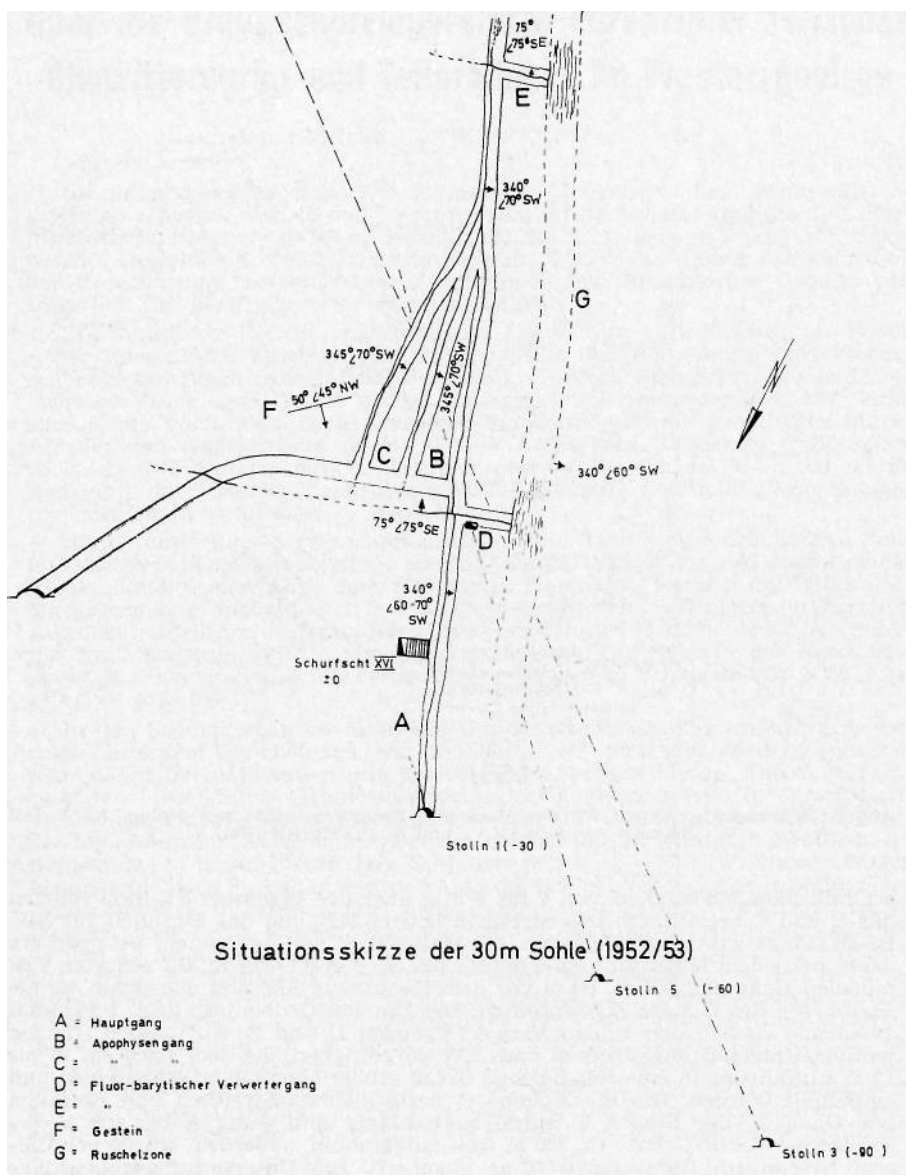 75°
∠75°SE
E
340°
∠70°SW
G
345°∠70°SW
345°∠70°SW
50°∠45°NW
F
N
C
B
340°∠60° SW
75°∠75°SE
D
340°
∠60-70°
SW
Schurfscht XVI
±0
A
Stolln 1(-30)
Situationsskizze der 30m Sohle (1952/53)
Stolln 5 (-60)
A = Hauptgang
B = Apophysengang
C = "
D = Fluor-barytischer Verwerfergang
E = "
F = Gestein
G = Ruschelzone
Stolln 3 (-90)